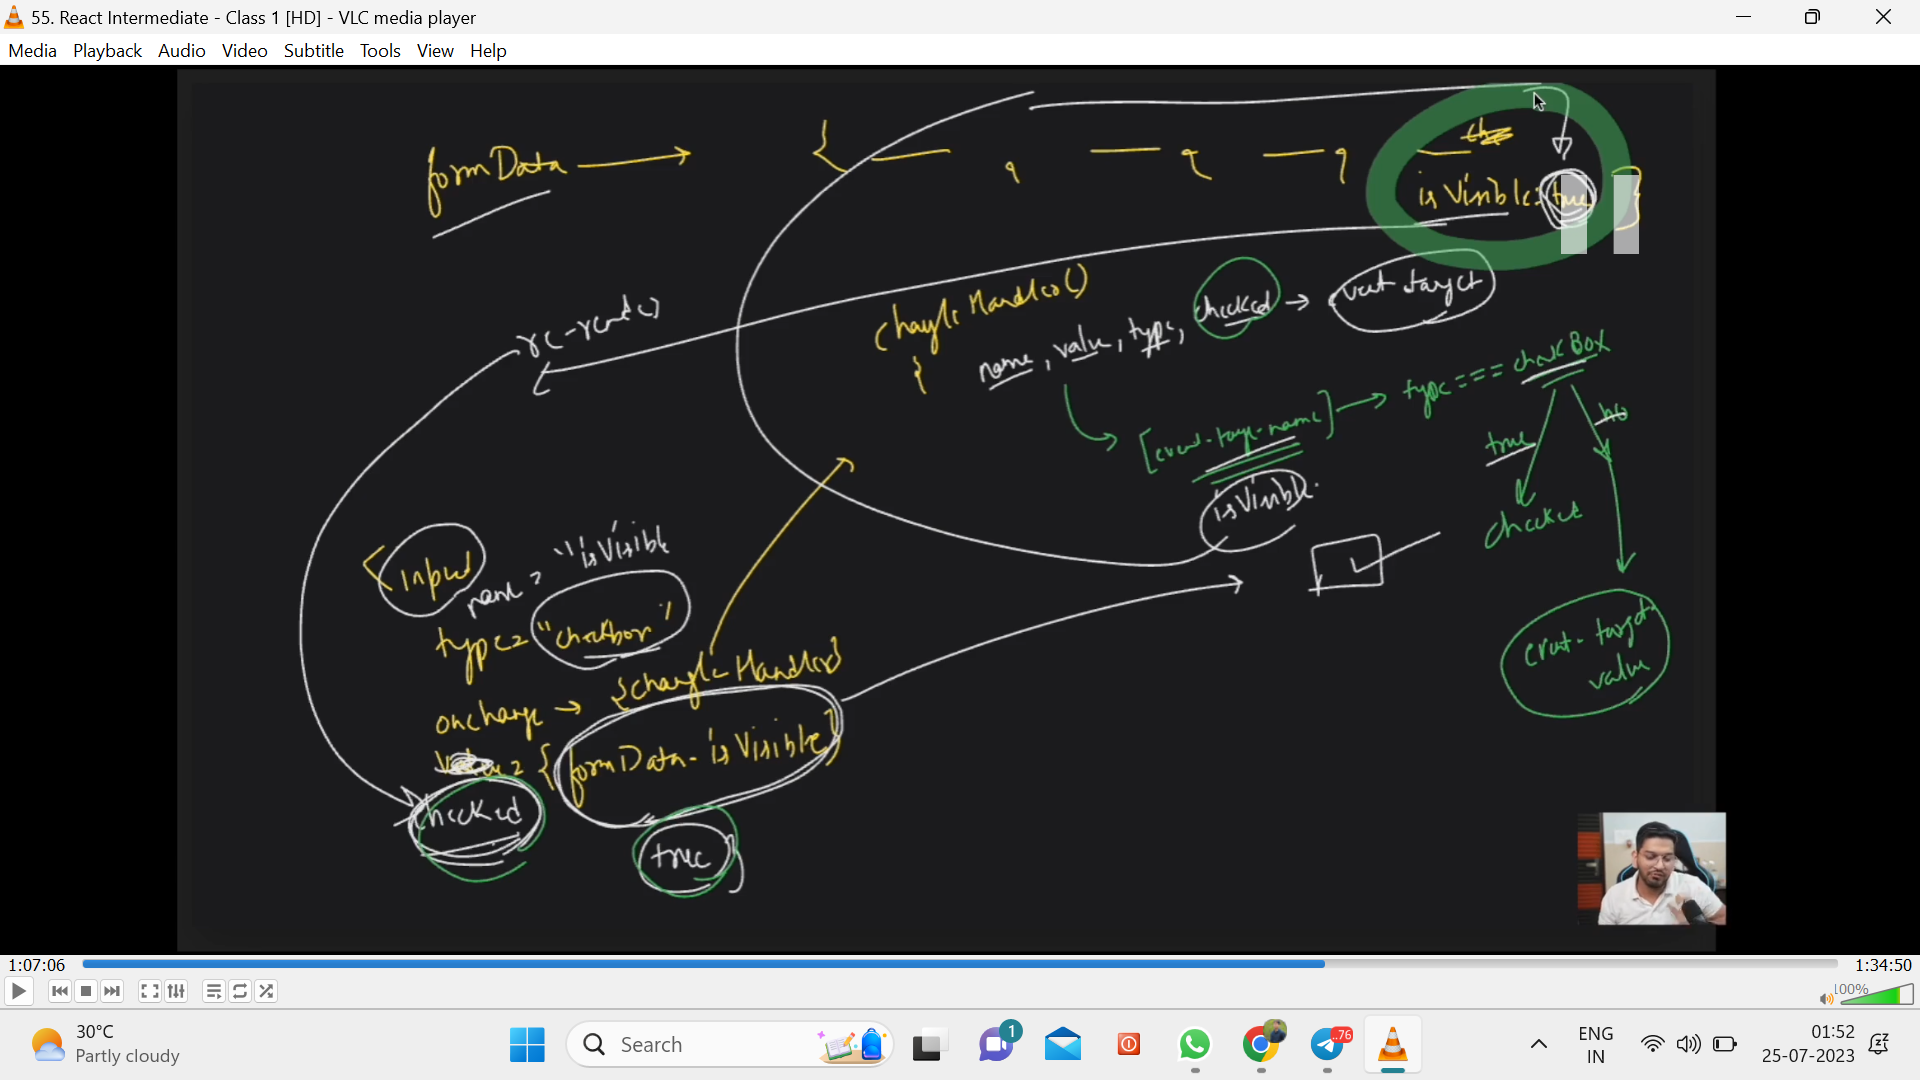 55. React Intermediate - Class 1 [HD] - VLC media player
Media Playback Audio Video Subtitle Tools View Help
formData → { , , ,
isVisible: true }
changeHandler()
{
name, value, type, checked → event.target
re-render
[event.target.name] → type === checkBox
true no
isVisible
checked
event.target
value
<input
name = "isVisible
type= "checkbox"
onchange → {changeHandler}
= {formData.isVisible}
checked
true
1:07:06 1:34:50
100%
30°C
Partly cloudy
Search
1
.76
ENG
IN
01:52
25-07-2023